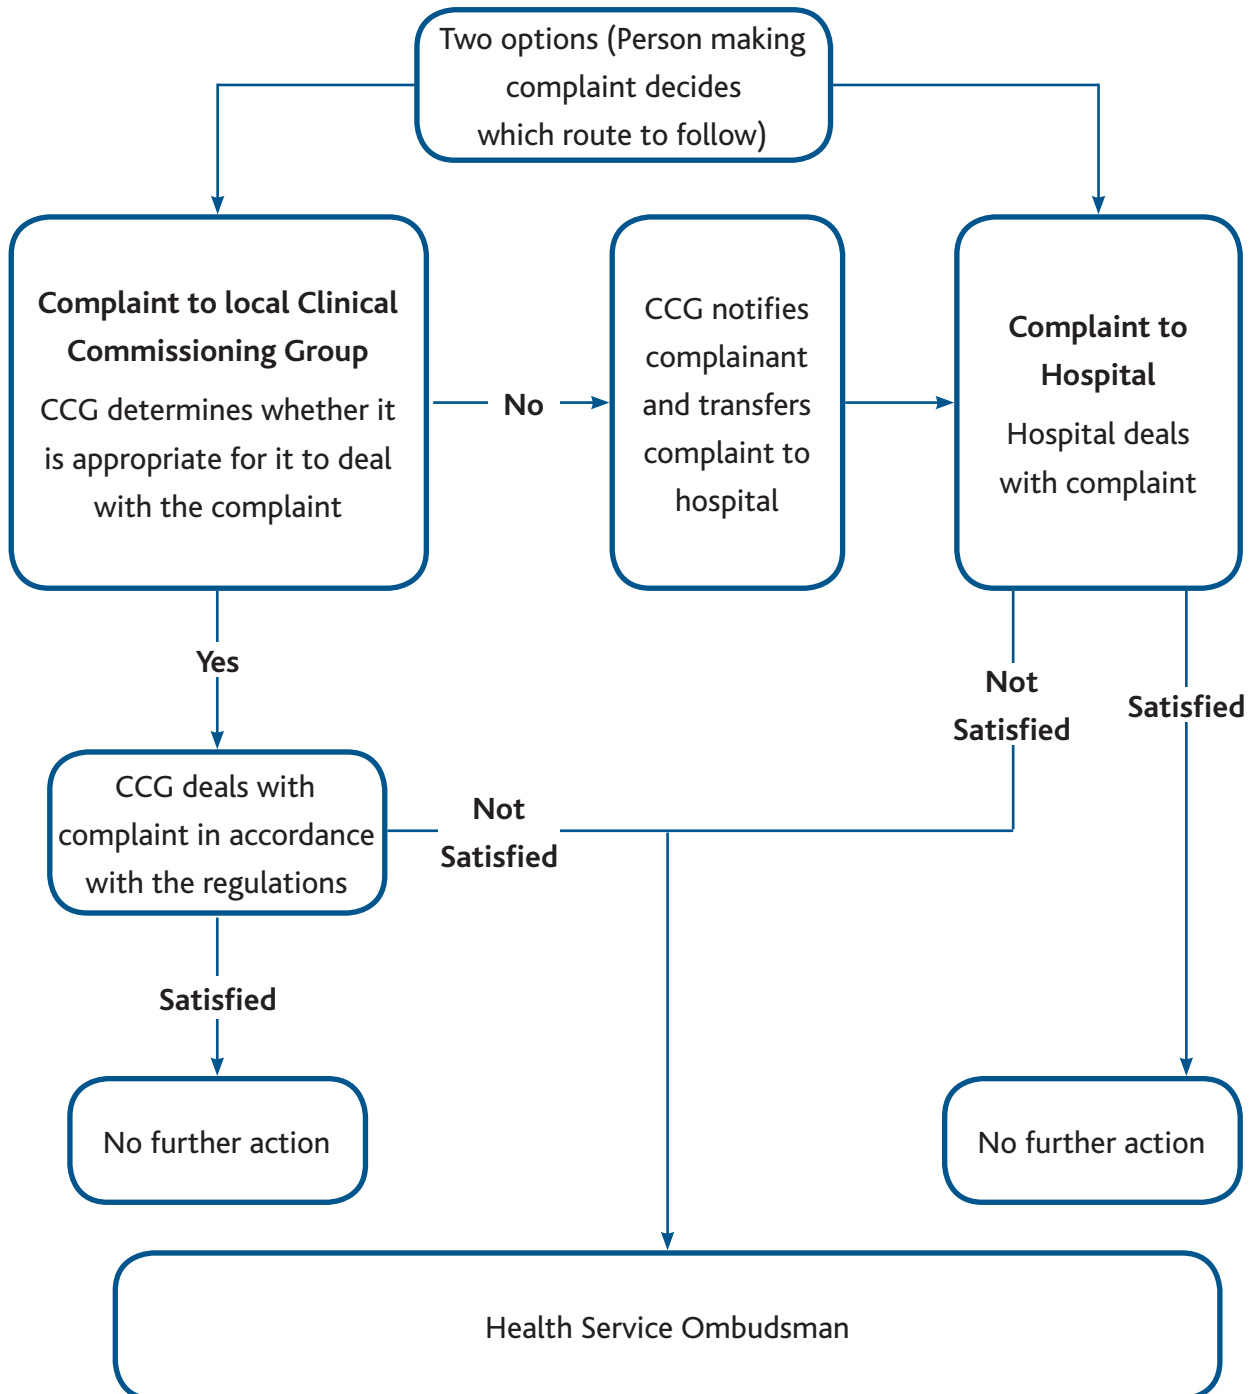 Two options (Person making
complaint decides
which route to follow)
Complaint to local Clinical
Commissioning Group
CCG determines whether it
is appropriate for it to deal
with the complaint
No
CCG notifies
complainant
and transfers
complaint to
hospital
Complaint to
Hospital
Hospital deals
with complaint
Yes
Not
Satisfied
Satisfied
CCG deals with
complaint in accordance
with the regulations
Not
Satisfied
Satisfied
No further action
No further action
Health Service Ombudsman